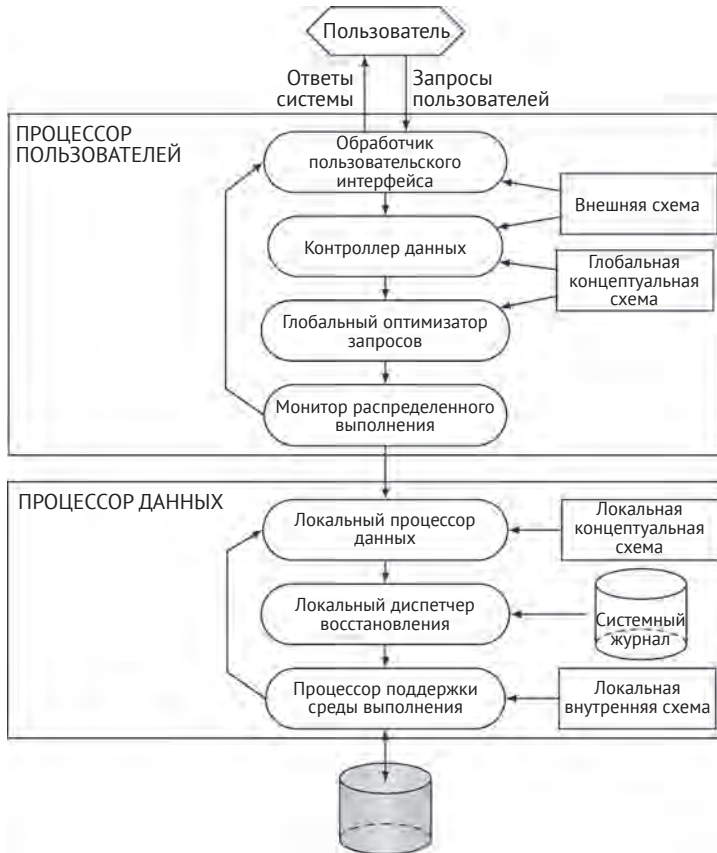 Пользователь
Ответы
системы
Запросы
пользователей
ПРОЦЕССОР
ПОЛЬЗОВАТЕЛЕЙ
Обработчик
пользовательского
интерфейса
Внешняя схема
Контроллер данных
Глобальная
концептуальная
схема
Глобальный оптимизатор
запросов
Монитор распределенного
выполнения
ПРОЦЕССОР ДАННЫХ
Локальный процессор
данных
Локальная
концептуальная
схема
Локальный диспетчер
восстановления
Системный
журнал
Процессор поддержки
среды выполнения
Локальная
внутренняя схема